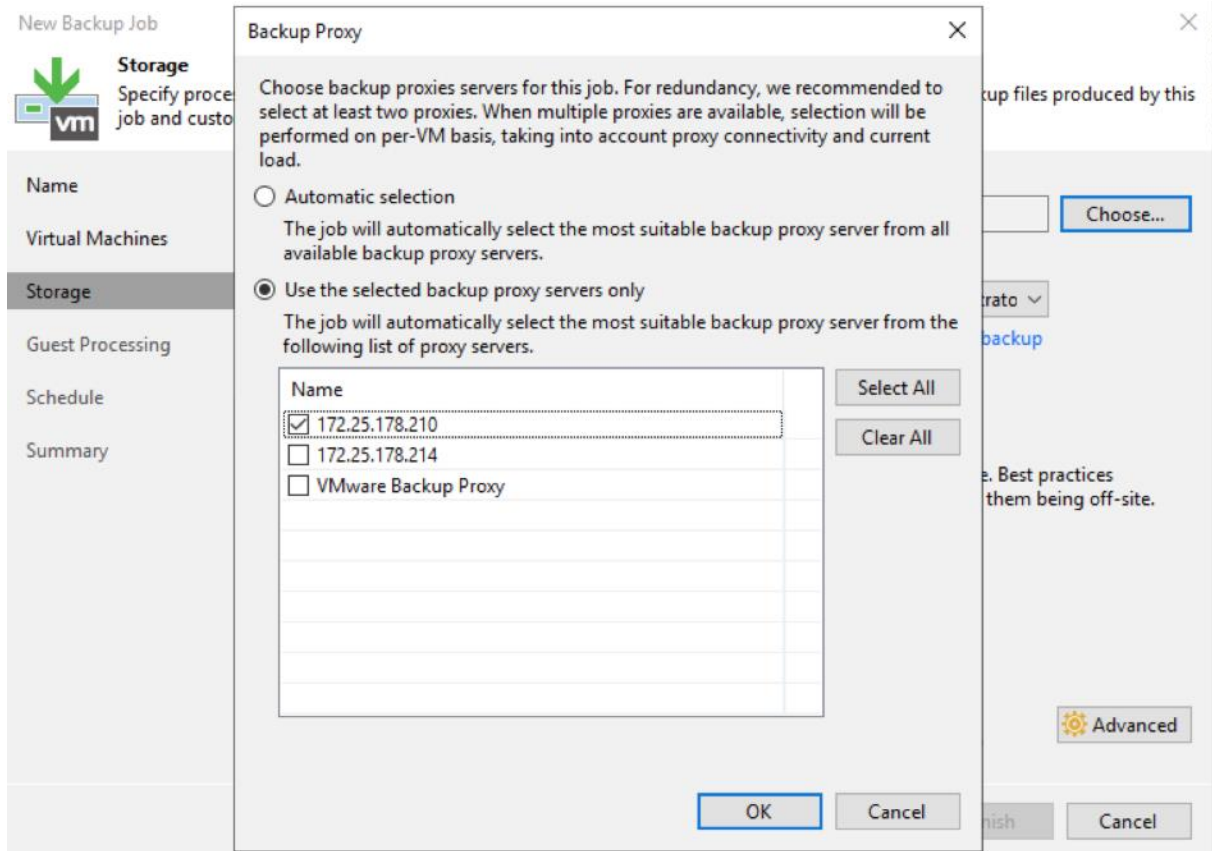 New Backup Job
Storage
Specify proce
job and custo
vm
Name
Virtual Machines
Storage
Guest Processing
Schedule
Summary
Backup Proxy
Choose backup proxies servers for this job. For redundancy, we recommended to
select at least two proxies. When multiple proxies are available, selection will be
performed on per-VM basis, taking into account proxy connectivity and current
load.
Automatic selection
The job will automatically select the most suitable backup proxy server from all
available backup proxy servers.
Use the selected backup proxy servers only
The job will automatically select the most suitable backup proxy server from the
following list of proxy servers.
Name
172.25.178.210
172.25.178.214
VMware Backup Proxy
Select All
Clear All
OK
Cancel
kup files produced by this
Choose...
trato
backup
e. Best practices
them being off-site.
Advanced
nish
Cancel